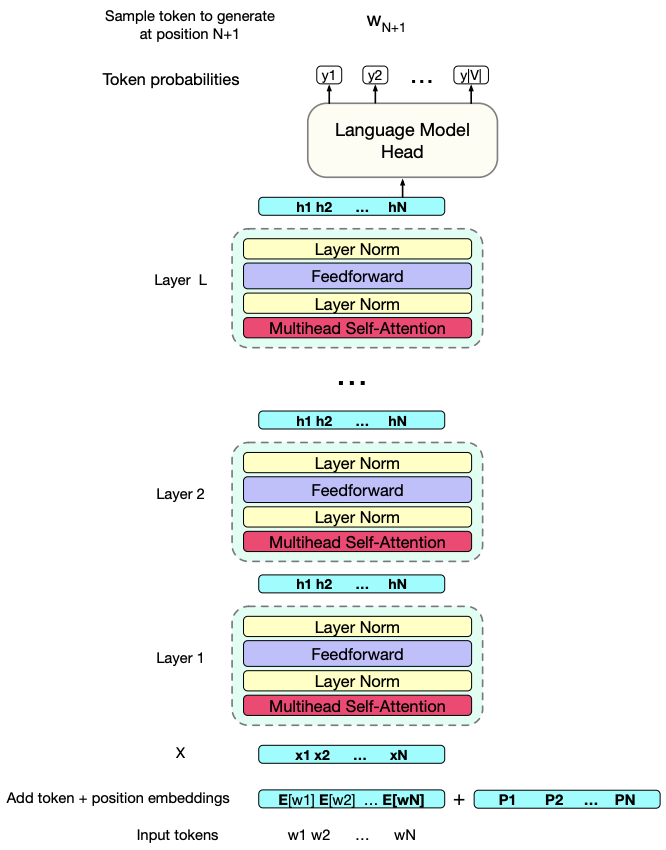 Sample token to generate
at position N+1
wN+1
Token probabilities
y1 y2 ... y|V|
Language Model
Head
h1 h2 ... hN
Layer L
Layer Norm
Feedforward
Layer Norm
Multihead Self-Attention
...
h1 h2 ... hN
Layer 2
Layer Norm
Feedforward
Layer Norm
Multihead Self-Attention
h1 h2 ... hN
Layer 1
Layer Norm
Feedforward
Layer Norm
Multihead Self-Attention
X x1 x2 ... xN
Add token + position embeddings E[w1] E[w2] ... E[wN] + P1 P2 ... PN
Input tokens w1 w2 ... wN